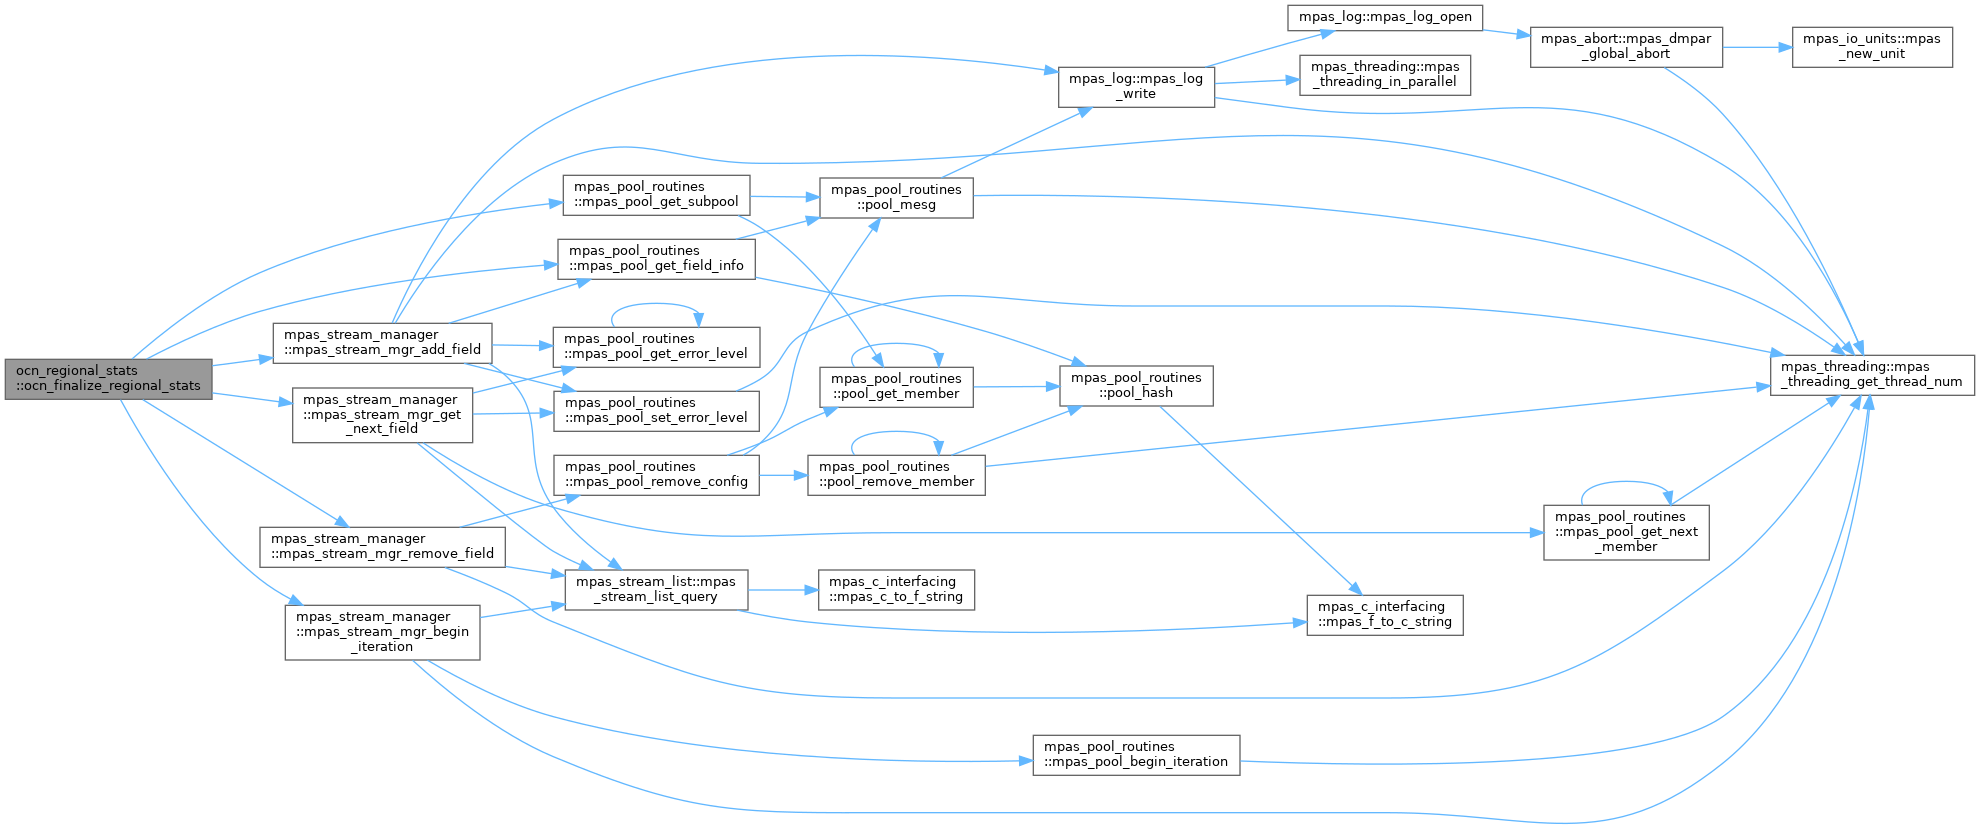 ocn_regional_stats
::ocn_finalize_regional_stats
mpas_stream_manager
::mpas_stream_mgr_add_field
mpas_stream_manager
::mpas_stream_mgr_get
_next_field
mpas_stream_manager
::mpas_stream_mgr_remove_field
mpas_stream_manager
::mpas_stream_mgr_begin
_iteration
mpas_pool_routines
::mpas_pool_get_subpool
mpas_pool_routines
::mpas_pool_get_field_info
mpas_pool_routines
::mpas_pool_get_error_level
mpas_pool_routines
::mpas_pool_set_error_level
mpas_pool_routines
::mpas_pool_remove_config
mpas_stream_list::mpas
_stream_list_query
mpas_pool_routines
::pool_mesg
mpas_pool_routines
::pool_get_member
mpas_pool_routines
::pool_remove_member
mpas_c_interfacing
::mpas_c_to_f_string
mpas_log::mpas_log
_write
mpas_pool_routines
::pool_hash
mpas_pool_routines
::mpas_pool_begin_iteration
mpas_log::mpas_log_open
mpas_threading::mpas
_threading_in_parallel
mpas_c_interfacing
::mpas_f_to_c_string
mpas_abort::mpas_dmpar
_global_abort
mpas_pool_routines
::mpas_pool_get_next
_member
mpas_io_units::mpas
_new_unit
mpas_threading::mpas
_threading_get_thread_num